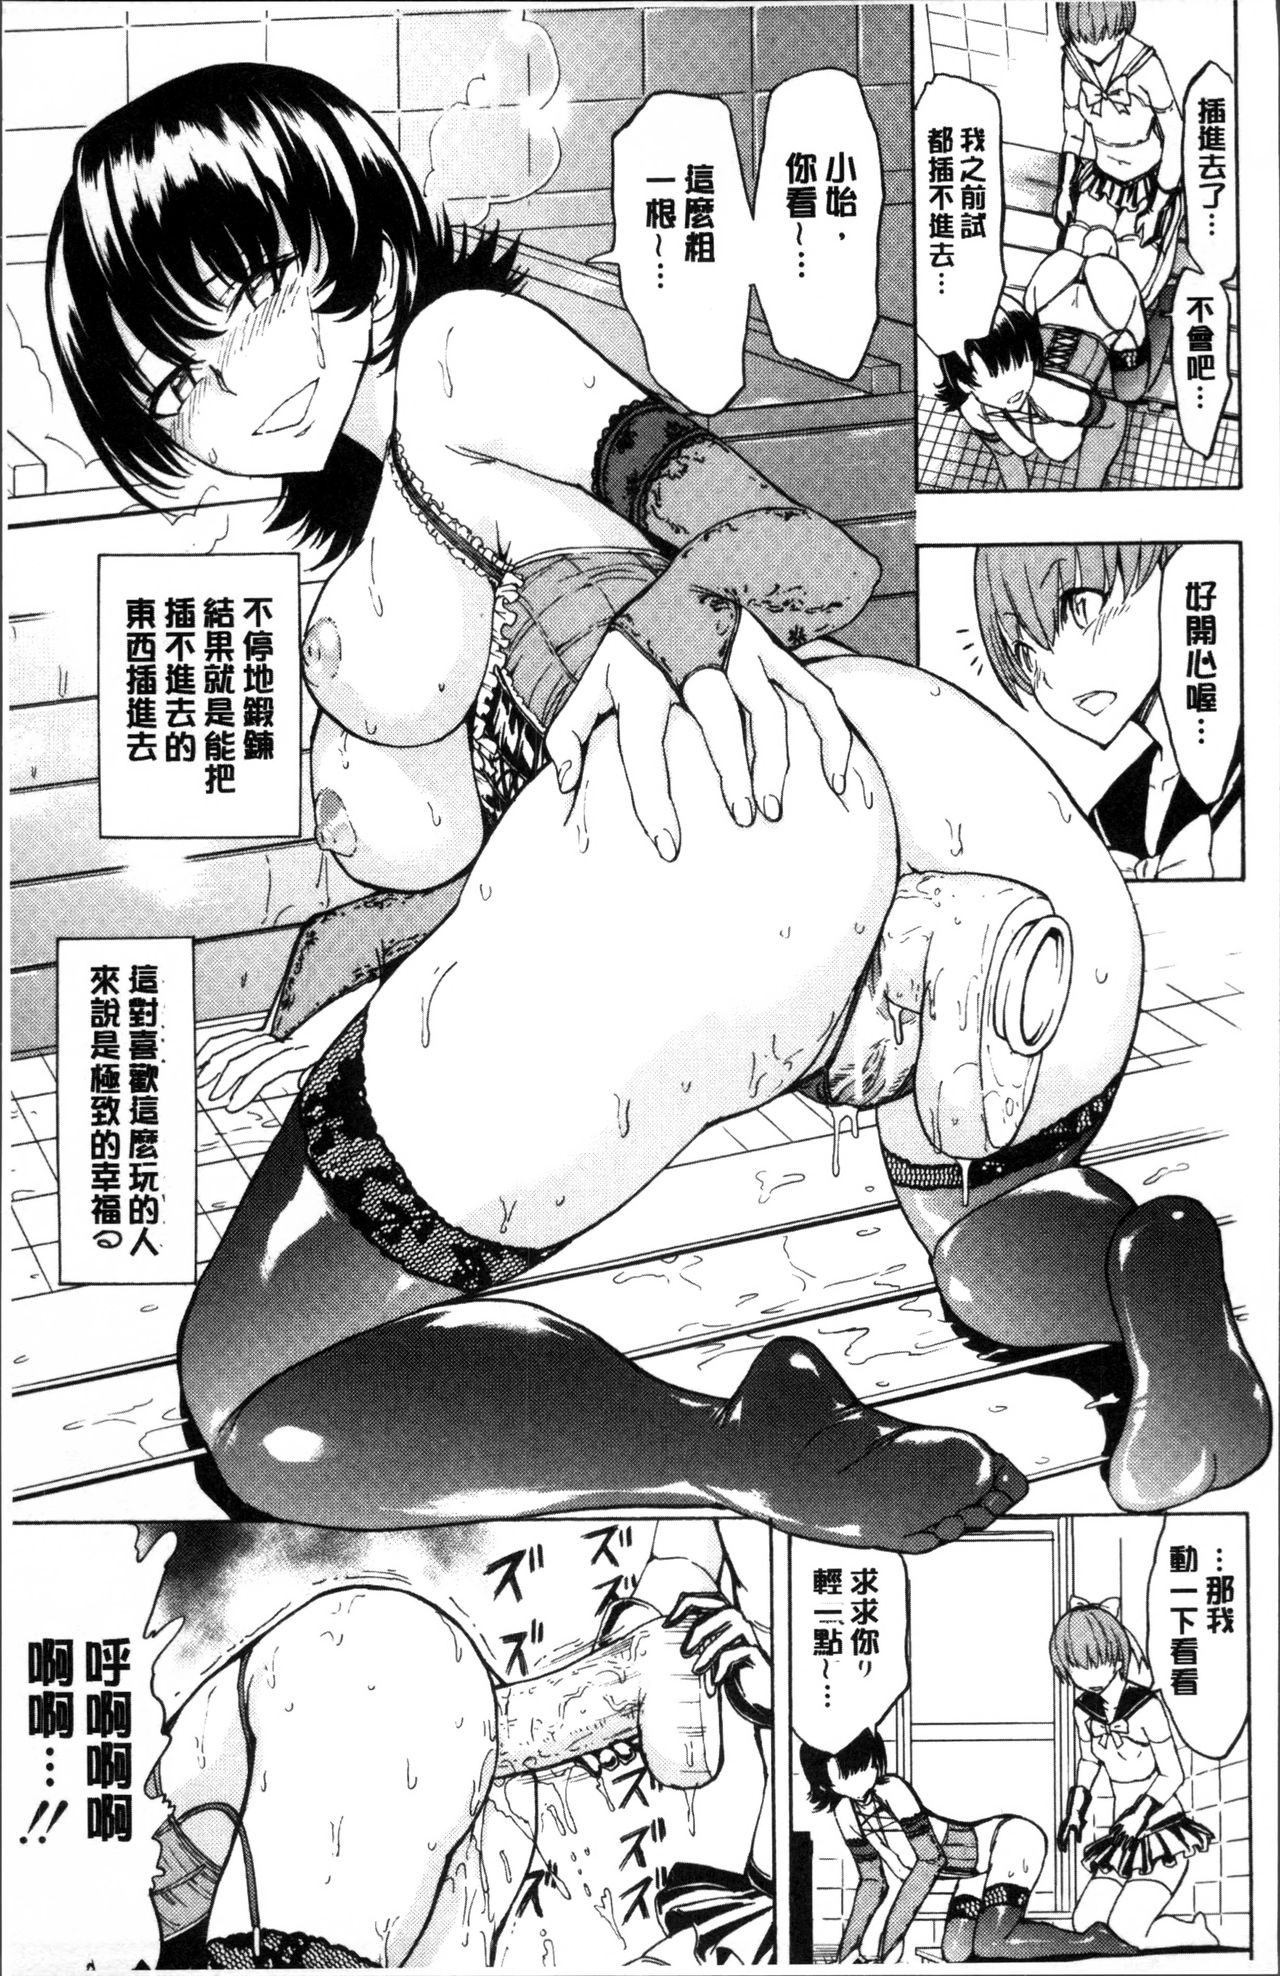 插進去了…
不會吧…
我之前試
都插不進去…
好開心喔…
小始，
你看～…
這麼粗
一根～…
不停地鍛鍊
結果就是能把
插不進去的
東西插進去
這對喜歡這麼玩的人
來說是極致的幸福
…那我
動一下看看
求求你
輕一點～…
ズズ
ズズ
ズズ
ズズ
呼啊啊啊
啊啊…!!